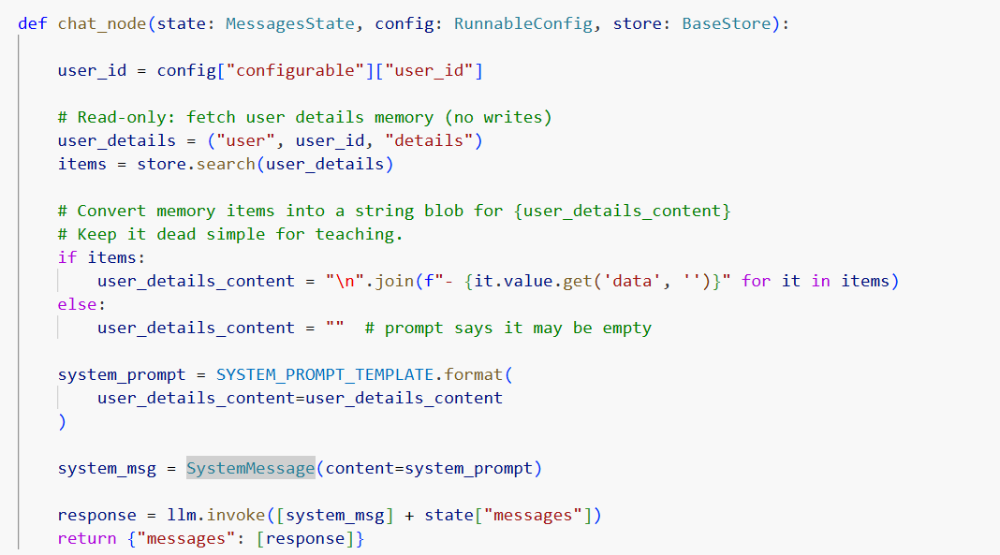 def chat_node(state: MessagesState, config: RunnableConfig, store: BaseStore):
user_id = config["configurable"]["user_id"]
# Read-only: fetch user details memory (no writes)
user_details = ("user", user_id, "details")
items = store.search(user_details)
# Convert memory items into a string blob for {user_details_content}
# Keep it dead simple for teaching.
if items:
user_details_content = "\n".join(f"- {it.value.get('data', '')}" for it in items)
else:
user_details_content = ""  # prompt says it may be empty
system_prompt = SYSTEM_PROMPT_TEMPLATE.format(
user_details_content=user_details_content
)
system_msg = SystemMessage(content=system_prompt)
response = llm.invoke([system_msg] + state["messages"])
return {"messages": [response]}